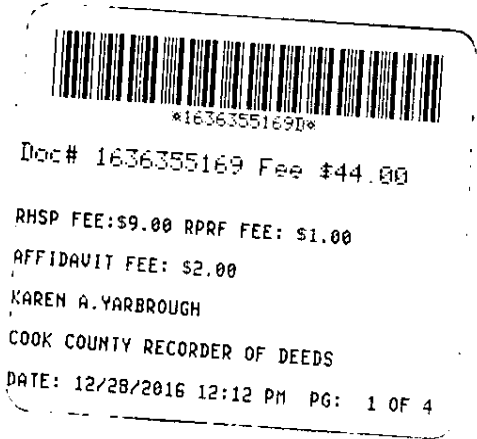 *1636355169D*
Doc# 1636355169 Fee $44.00
RHSP FEE:$9.00 RPRF FEE: $1.00
AFFIDAVIT FEE: $2.00
KAREN A.YARBROUGH
COOK COUNTY RECORDER OF DEEDS
DATE: 12/28/2016 12:12 PM PG: 1 OF 4